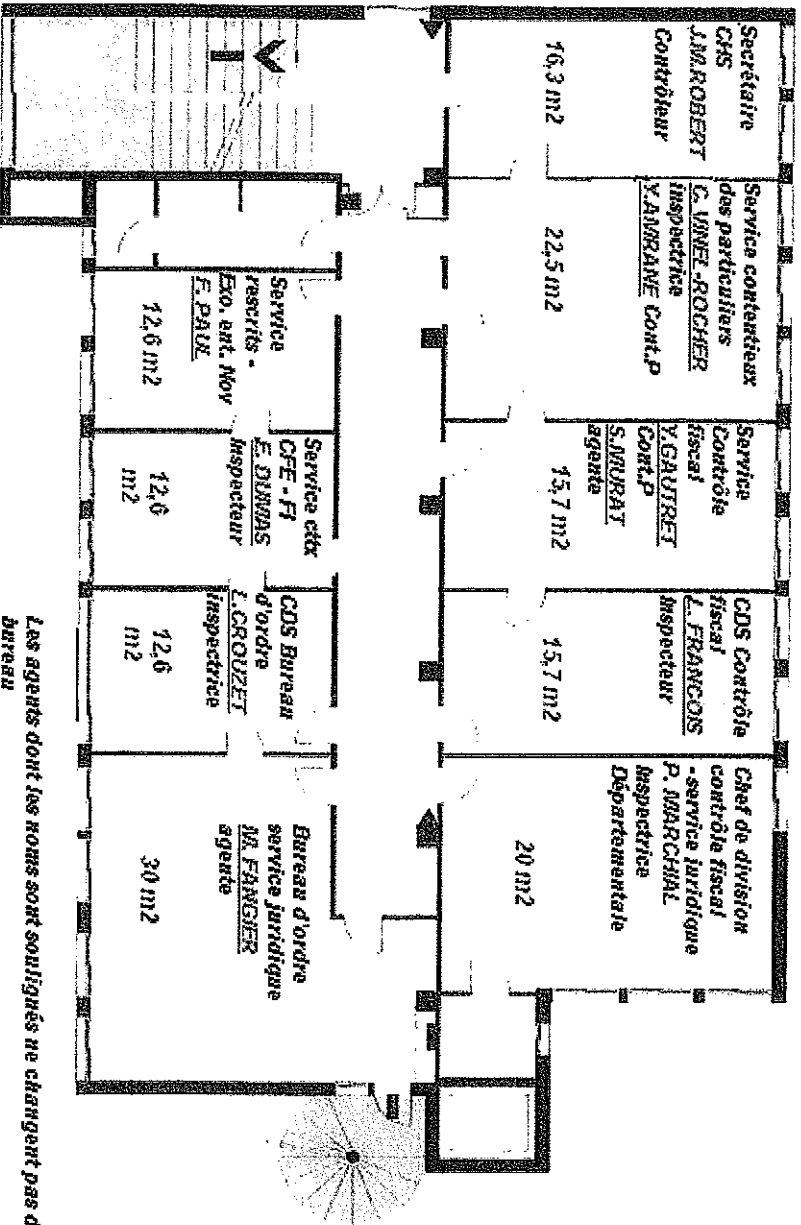 Secrétaire
CHS
J.M.ROBERT
Contrôleur
16,3 m2
Service contentieux
des particuliers
C. VINEL-ROCHER
inspectrice
Y.AMRANE Cont.P
22,5 m2
Service
Contrôle
fiscal
Y.GAUTRET
Cont.P
S.MURAT
agente
15,7 m2
CDS Contrôle
fiscal
L. FRANCOIS
Inspecteur
15,7 m2
Chef de division
contrôle fiscal
-service juridique
P. MARCHIAL
Inspectrice
Départementale
20 m2
Service
rescrits -
Exo. ent. Nov
F. PAUL
12,6 m2
Service cttx
CFE - FI
E. DUMAS
Inspecteur
12,6
m2
CDS Bureau
d'ordre
L.CROUZET
inspectrice
12,6
m2
Bureau d'ordre
service juridique
M. FANGIER
agente
30 m2
Les agents dont les noms sont soulignés ne changent pas d
bureau